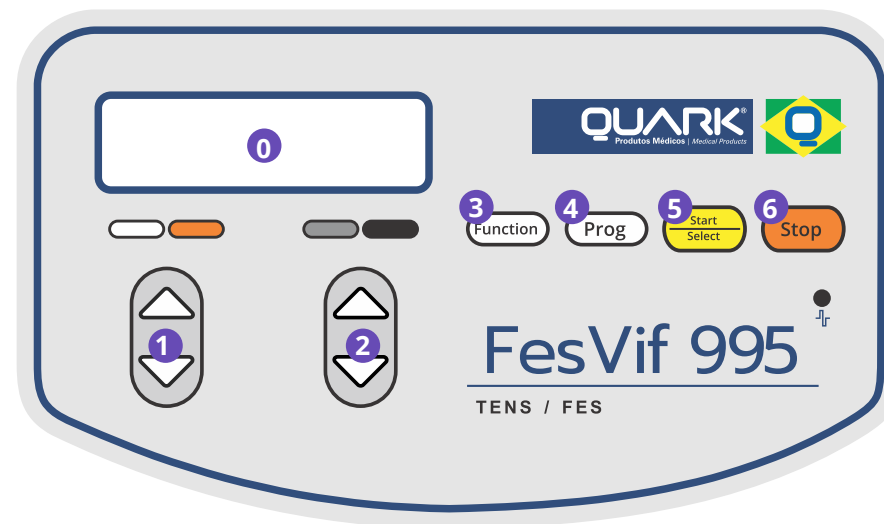 0
QUARK®
Produtos Médicos | Medical Products
3
4
5
6
Function
Prog
Start
Select
Stop
1
2
FesVif 995
TENS / FES